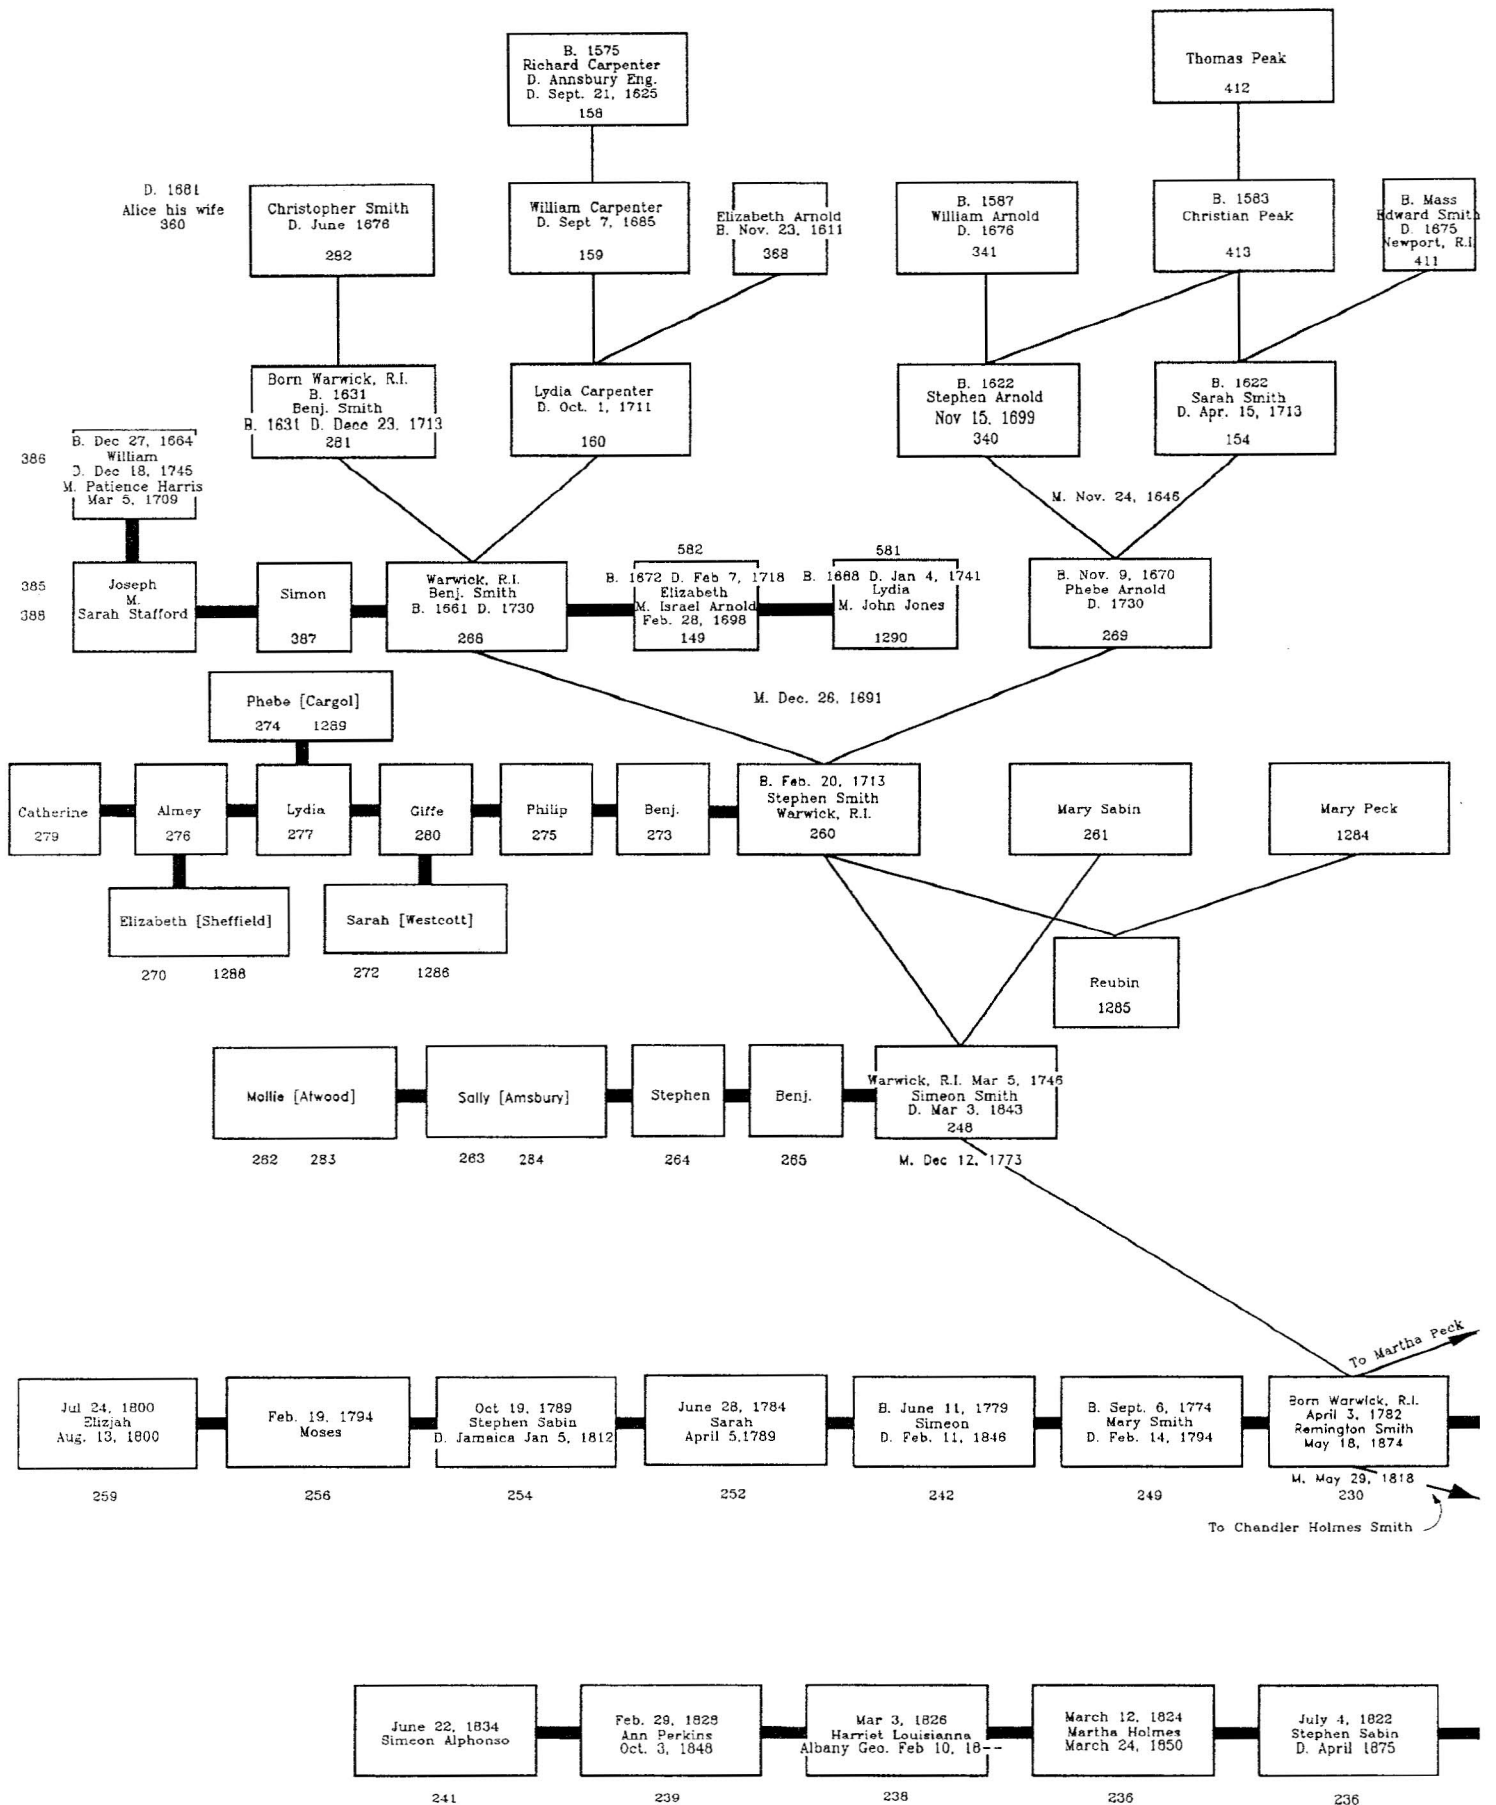 B. 1575
Richard Carpenter
D. Annsbury Eng.
D. Sept. 21, 1625
158
Thomas Peak
412
D. 1681
Alice his wife
360
Christopher Smith
D. June 1676
282
William Carpenter
D. Sept 7, 1685
159
Elizabeth Arnold
B. Nov. 23, 1611
368
B. 1587
William Arnold
D. 1676
341
B. 1583
Christian Peak
413
B. Mass
Edward Smith
D. 1675
Newport, R.I.
411
Born Warwick, R.I.
B. 1631
Benj. Smith
B. 1631 D. Dece 23, 1713
281
Lydia Carpenter
D. Oct. 1, 1711
160
B. 1622
Stephen Arnold
Nov 15, 1699
340
B. 1622
Sarah Smith
D. Apr. 15, 1713
154
386
B. Dec 27, 1664
William
D. Dec 18, 1745
M. Patience Harris
Mar 5, 1709
M. Nov. 24, 1646
385
388
Joseph
M.
Sarah Stafford
Simon
387
Warwick, R.I.
Benj. Smith
B. 1661 D. 1730
268
582
B. 1672 D. Feb 7, 1718
Elizabeth
M. Israel Arnold
Feb. 28, 1698
149
581
B. 1688 D. Jan 4, 1741
Lydia
M. John Jones
1290
B. Nov. 9, 1670
Phebe Arnold
D. 1730
269
M. Dec. 26, 1691
Phebe [Cargol]
274 1289
Catherine
279
Almey
276
Lydia
277
Giffe
280
Philip
275
Benj.
273
B. Feb. 20, 1713
Stephen Smith
Warwick, R.I.
260
Mary Sabin
261
Mary Peck
1284
Elizabeth [Sheffield]
270 1288
Sarah [Westcott]
272 1286
Reubin
1285
Mollie [Atwood]
262 283
Sally [Amsbury]
263 284
Stephen
264
Benj.
265
Warwick, R.I. Mar 5, 1746
Simeon Smith
D. Mar 3, 1843
248
M. Dec 12, 1773
To Martha Peck
Jul 24, 1800
Elizjah
Aug. 13, 1800
259
Feb. 19, 1794
Moses
256
Oct 19, 1789
Stephen Sabin
D. Jamaica Jan 5, 1812
254
June 28, 1784
Sarah
April 5,1789
252
B. June 11, 1779
Simeon
D. Feb. 11, 1846
242
B. Sept. 6, 1774
Mary Smith
D. Feb. 14, 1794
249
Born Warwick, R.I.
April 3, 1782
Remington Smith
May 18, 1874
M. May 29, 1818
230
To Chandler Holmes Smith
June 22, 1834
Simeon Alphonso
241
Feb. 29, 1828
Ann Perkins
Oct. 3, 1848
239
Mar 3, 1826
Harriet Louisianna
Albany Geo. Feb 10, 18--
238
March 12, 1824
Martha Holmes
March 24, 1850
236
July 4, 1822
Stephen Sabin
D. April 1875
236